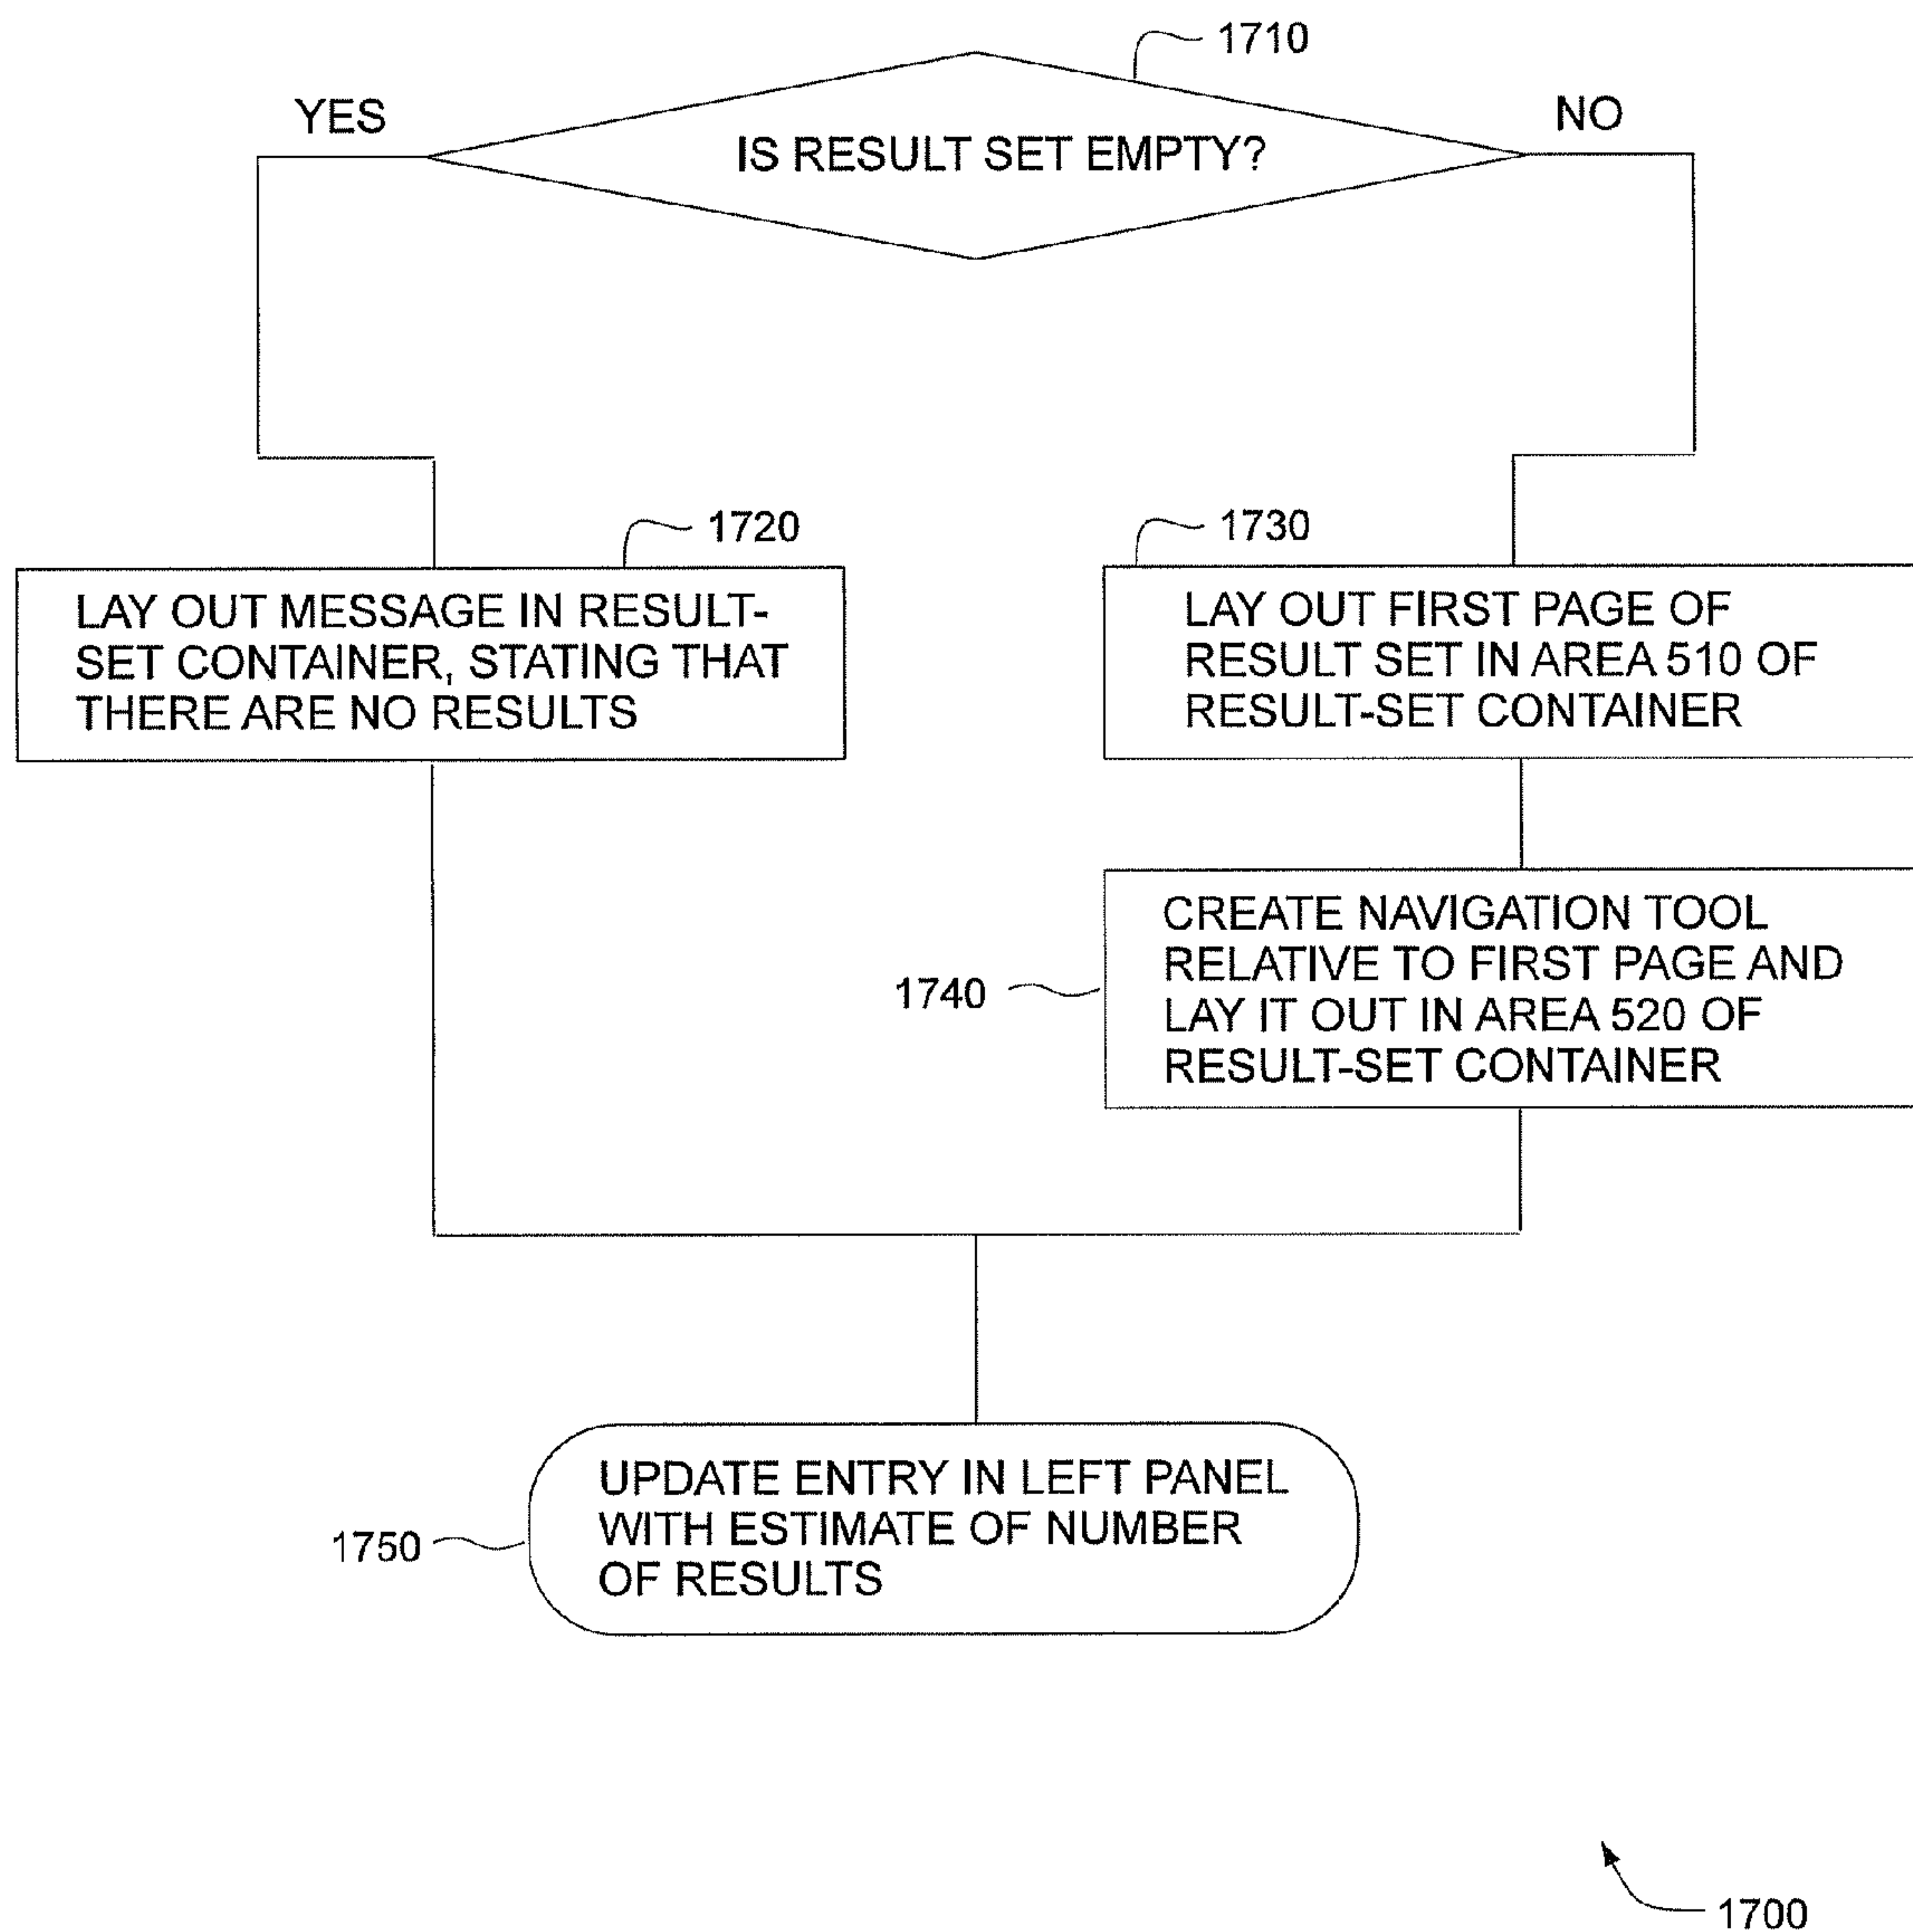 1710
YES
NO
IS RESULT SET EMPTY?
1720
1730
LAY OUT MESSAGE IN RESULT-
SET CONTAINER, STATING THAT
THERE ARE NO RESULTS
LAY OUT FIRST PAGE OF
RESULT SET IN AREA 510 OF
RESULT-SET CONTAINER
1740
CREATE NAVIGATION TOOL
RELATIVE TO FIRST PAGE AND
LAY IT OUT IN AREA 520 OF
RESULT-SET CONTAINER
1750
UPDATE ENTRY IN LEFT PANEL
WITH ESTIMATE OF NUMBER
OF RESULTS
1700